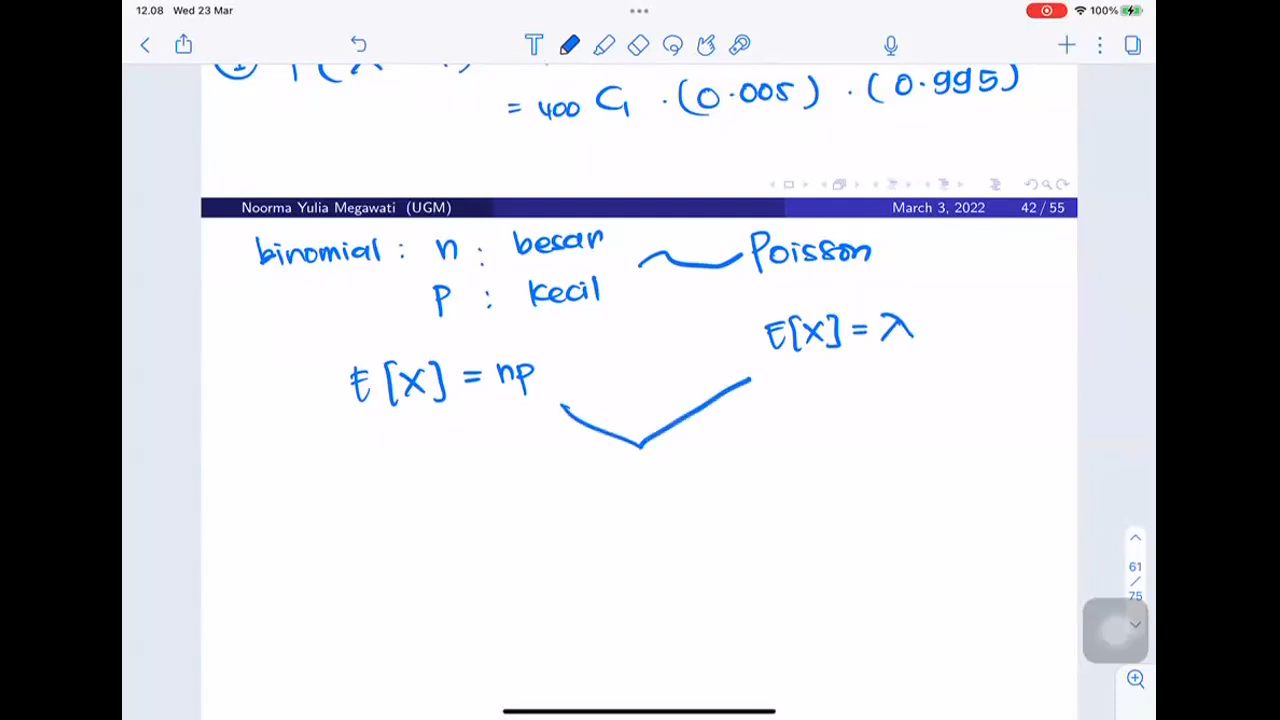 12.08 Wed 23 Mar
100%
= 400 C1 . (0.005) . (0.995)
Noorma Yulia Megawati (UGM) March 3, 2022 42 / 55
binomial : n : besar Poisson
p : kecil
E[X] = λ
E[X] = np
61
/
75